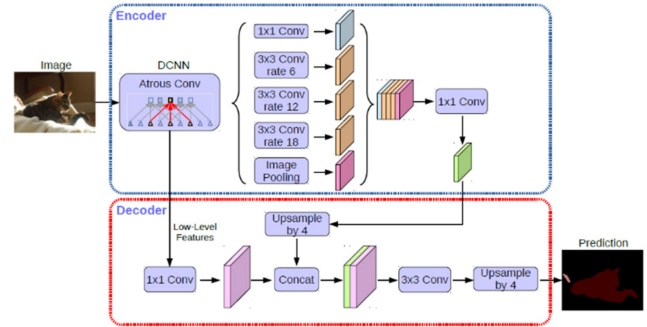 Encoder
Image
DCNN
Atrous Conv
1x1 Conv
3x3 Conv
rate 6
3x3 Conv
rate 12
3x3 Conv
rate 18
Image
Pooling
1x1 Conv
Decoder
Low-Level
Features
Upsample
by 4
1x1 Conv
Concat
3x3 Conv
Upsample
by 4
Prediction